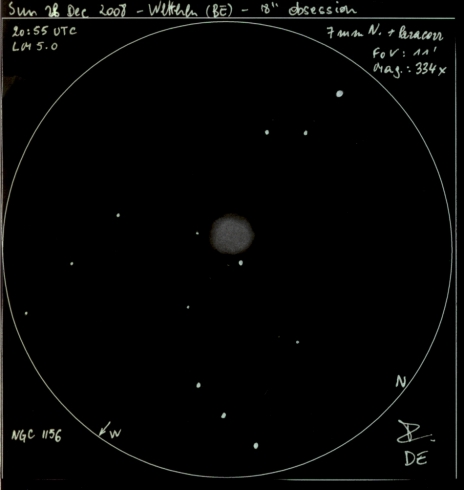 Sun 28 Dec 2008 - Wetteren (BE) - 18" obsession
20:55 UTC
LM 5.0
7 mm N. + Paracorr
FoV: 11'
Mag.: 334x
N
NGC 1156
W
DE